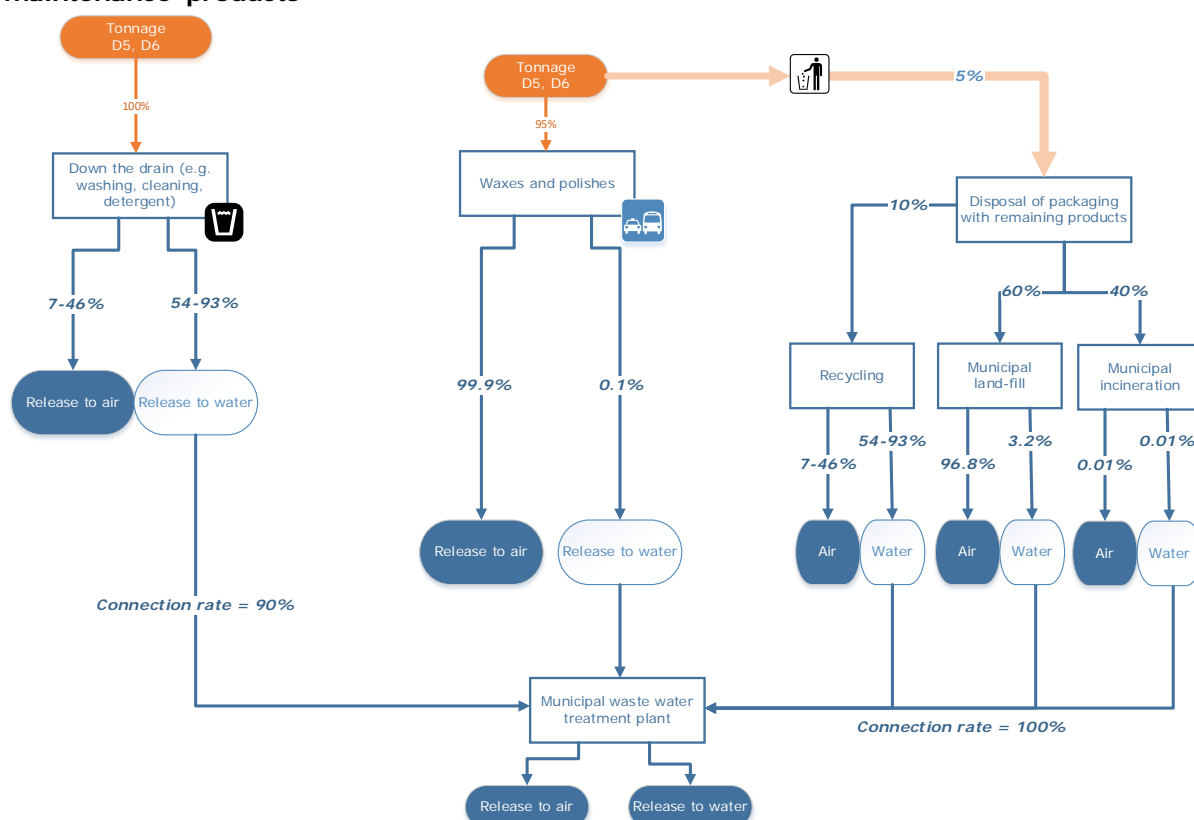 maintenance products
Tonnage
D5, D6
100%
Down the drain (e.g.
washing, cleaning,
detergent)
7-46%
54-93%
Release to air
Release to water
Connection rate = 90%
Tonnage
D5, D6
5%
95%
Waxes and polishes
99.9%
0.1%
Release to air
Release to water
Disposal of packaging
with remaining products
10%
60%
40%
Recycling
Municipal
land-fill
Municipal
incineration
54-93%
7-46%
3.2%
96.8%
0.01%
0.01%
Air
Water
Air
Water
Air
Water
Municipal waste water
treatment plant
Connection rate = 100%
Release to air
Release to water